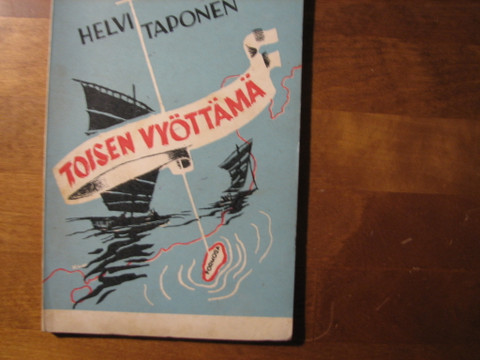 HELVI TAPONEN
TOISEN VYÖTTÄMÄ